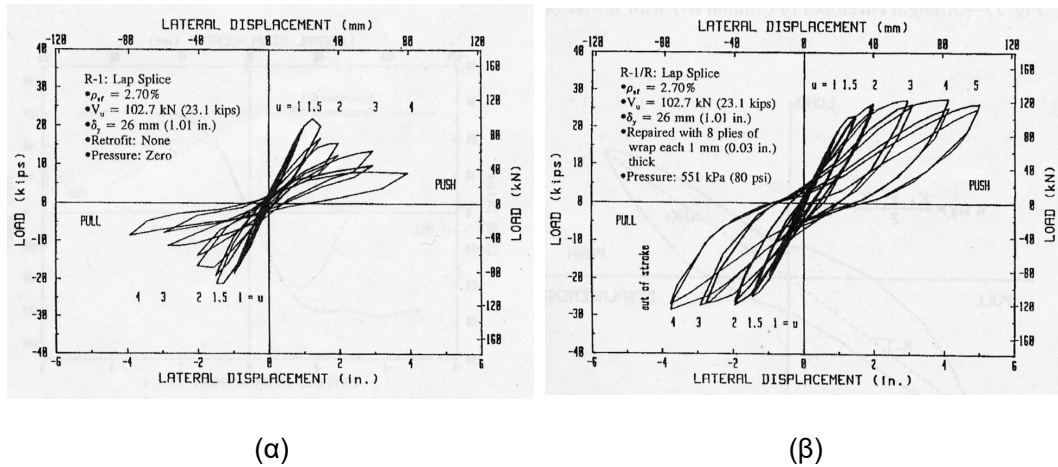 LATERAL DISPLACEMENT (mm)
-120 -80 -40 0 40 80 120
R-1: Lap Splice
•ρsf = 2.70%
•Vu = 102.7 kN (23.1 kips)
•δy = 26 mm (1.01 in.)
•Retrofit: None
•Pressure: Zero
u = 1 1.5 2 3 4
PUSH
PULL
4 3 2 1.5 1 = u
LOAD (kips)
40
30
20
10
0
-10
-20
-30
-40
LOAD (kN)
160
120
80
40
0
-40
-80
-120
-160
-6 -4 -2 0 2 4 6
LATERAL DISPLACEMENT (in.)
(α)
LATERAL DISPLACEMENT (mm)
-120 -80 -40 0 40 80 120
R-1/R: Lap Splice
•ρsf = 2.70%
•Vu = 102.7 kN (23.1 kips)
•δy = 26 mm (1.01 in.)
•Repaired with 8 plies of
wrap each 1 mm (0.03 in.)
thick
•Pressure: 551 kPa (80 psi)
u = 1 1.5 2 3 4 5
PUSH
PULL
out of stroke
4 3 2 1.5 1 = u
LOAD (kips)
40
30
20
10
0
-10
-20
-30
-40
LOAD (kN)
160
120
80
40
0
-40
-80
-120
-160
-6 -4 -2 0 2 4 6
LATERAL DISPLACEMENT (in.)
(β)